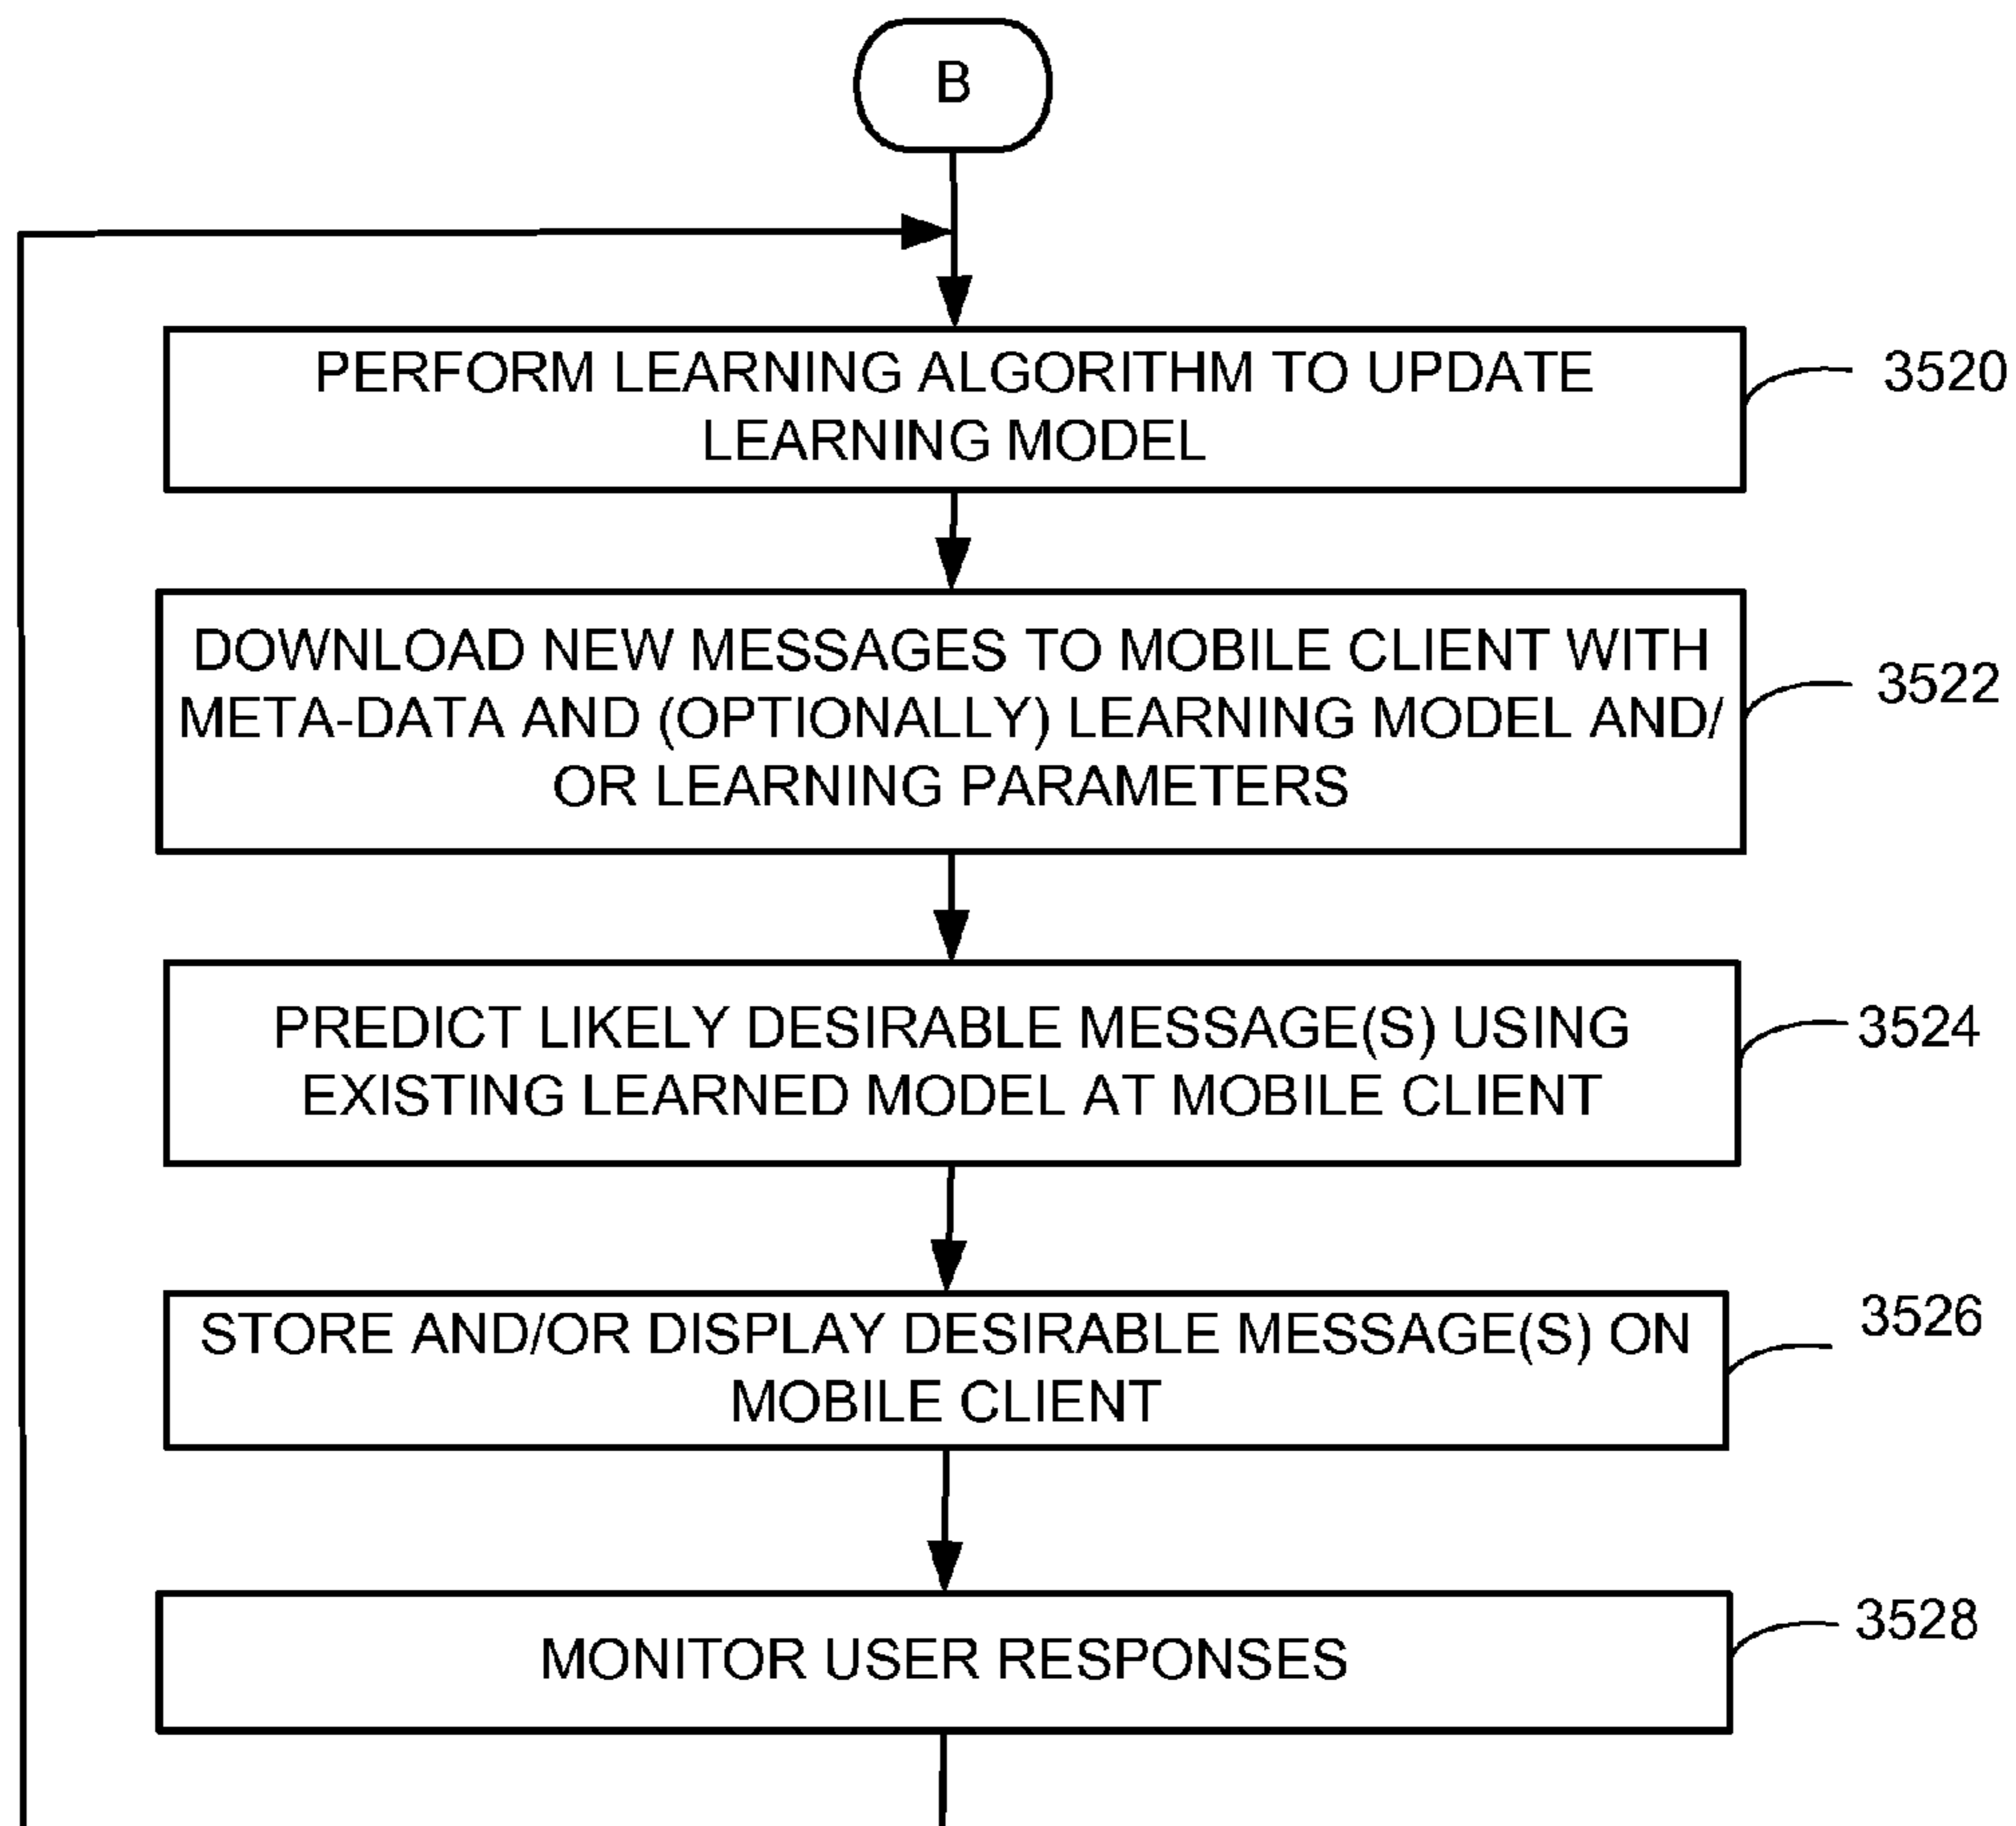 B
PERFORM LEARNING ALGORITHM TO UPDATE
LEARNING MODEL
3520
DOWNLOAD NEW MESSAGES TO MOBILE CLIENT WITH
META-DATA AND (OPTIONALLY) LEARNING MODEL AND/
OR LEARNING PARAMETERS
3522
PREDICT LIKELY DESIRABLE MESSAGE(S) USING
EXISTING LEARNED MODEL AT MOBILE CLIENT
3524
STORE AND/OR DISPLAY DESIRABLE MESSAGE(S) ON
MOBILE CLIENT
3526
MONITOR USER RESPONSES
3528